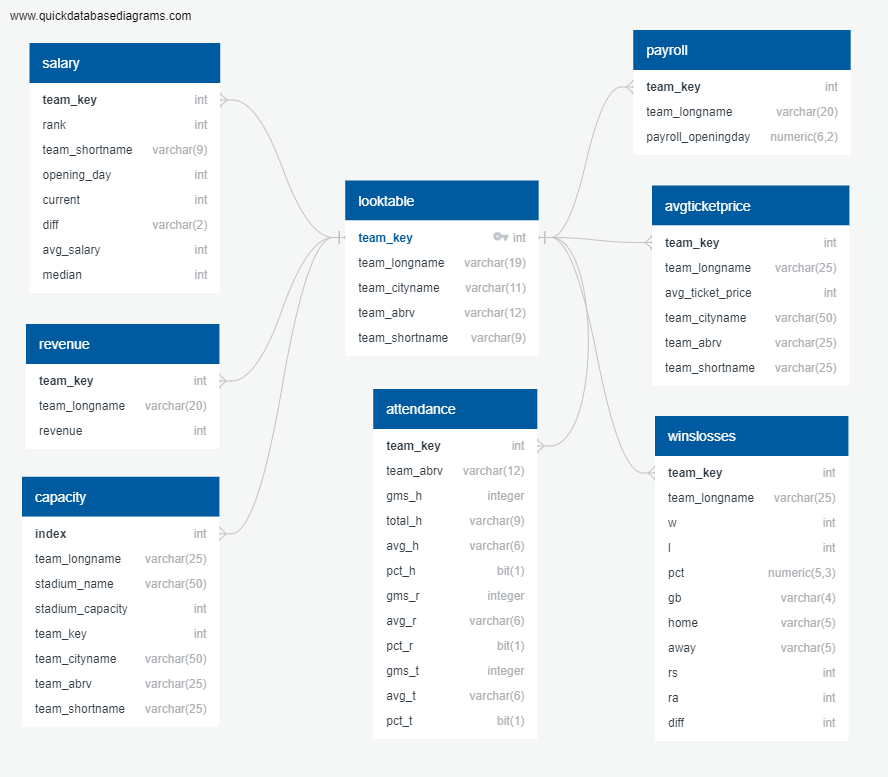 www.quickdatabasediagrams.com
salary
team_key int
rank int
team_shortname varchar(9)
opening_day int
current int
diff varchar(2)
avg_salary int
median int
revenue
team_key int
team_longname varchar(20)
revenue int
capacity
index int
team_longname varchar(25)
stadium_name varchar(50)
stadium_capacity int
team_key int
team_cityname varchar(50)
team_abrv varchar(25)
team_shortname varchar(25)
looktable
team_key int
team_longname varchar(19)
team_cityname varchar(11)
team_abrv varchar(12)
team_shortname varchar(9)
attendance
team_key int
team_abrv varchar(12)
gms_h integer
total_h varchar(9)
avg_h varchar(6)
pct_h bit(1)
gms_r integer
avg_r varchar(6)
pct_r bit(1)
gms_t integer
avg_t varchar(6)
pct_t bit(1)
payroll
team_key int
team_longname varchar(20)
payroll_openingday numeric(6,2)
avgticketprice
team_key int
team_longname varchar(25)
avg_ticket_price int
team_cityname varchar(50)
team_abrv varchar(25)
team_shortname varchar(25)
winslosses
team_key int
team_longname varchar(25)
w int
l int
pct numeric(5,3)
gb varchar(4)
home varchar(5)
away varchar(5)
rs int
ra int
diff int